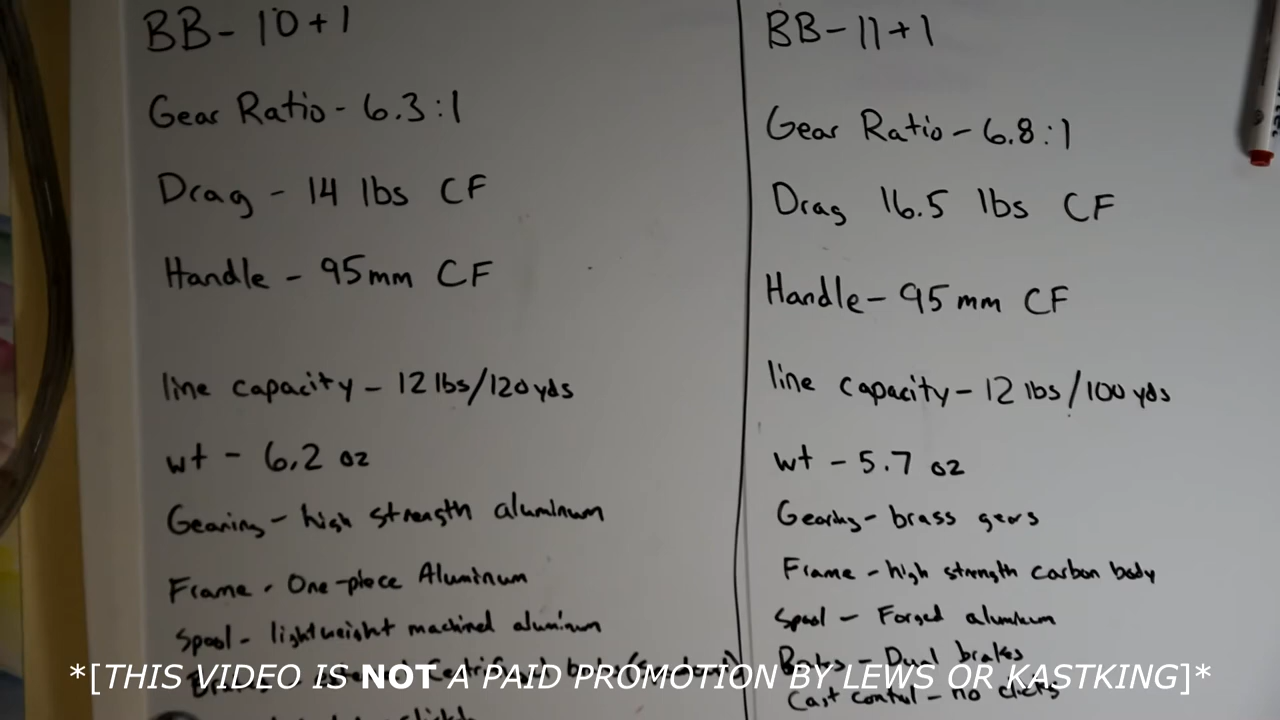 BB- 10+1
Gear Ratio- 6.3:1
Drag - 14 lbs CF
Handle - 95mm CF
line capacity - 12 lbs/120 yds
wt - 6.2 oz
Gearing - high strength aluminum
Frame - One-piece Aluminum
Spool - lightweight machined aluminum
BB- 11+1
Gear Ratio - 6.8:1
Drag 16.5 lbs CF
Handle- 95 mm CF
line capacity- 12 lbs/100 yds
wt - 5.7 oz
Gearing- brass gears
Frame - high strength carbon body
Spool - Forged aluminum
- Dual brakes
Cast control - no clicks
*[THIS VIDEO IS NOT A PAID PROMOTION BY LEWS OR KASTKING]*